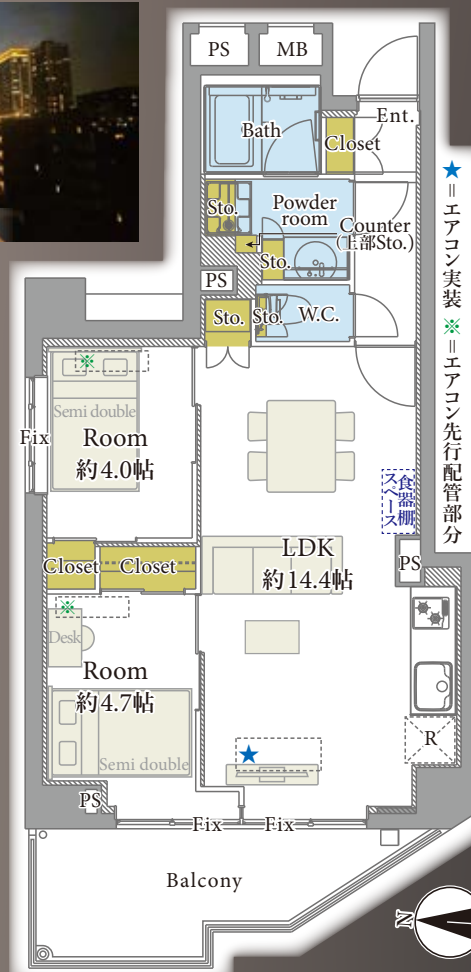 PS
MB
Bath
Ent.
Closet
Sto.
Powder
room
Counter
(上部Sto.)
Sto.
PS
Sto.
Sto.
W.C.
★=エアコン実装 ※=エアコン先行配管部分
※
Semi double
Fix
Room
約4.0帖
食器棚
スペース
LDK
約14.4帖
Closet
Closet
PS
※
Desk
Room
約4.7帖
Semi double
★
R
PS
Fix
Fix
Balcony
N